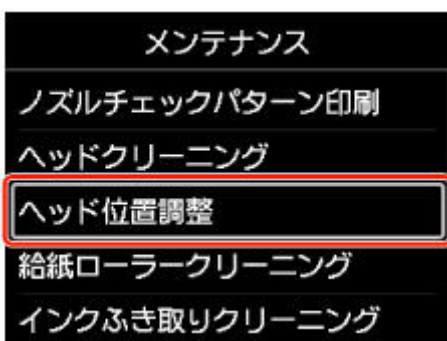 メンテナンス
ノズルチェックパターン印刷
ヘッドクリーニング
ヘッド位置調整
給紙ローラークリーニング
インクふき取りクリーニング